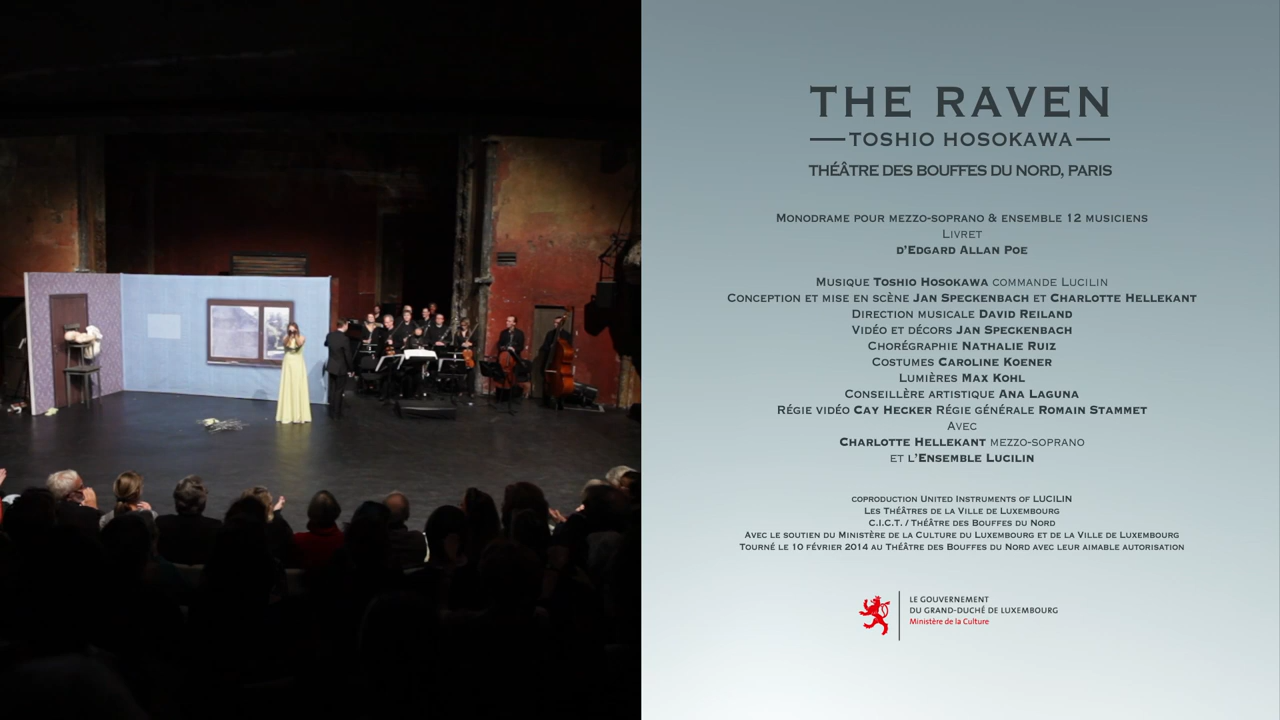 THE RAVEN
TOSHIO HOSOKAWA
THÉÂTRE DES BOUFFES DU NORD, PARIS
MONODRAME POUR MEZZO-SOPRANO & ENSEMBLE 12 MUSICIENS
LIVRET
D'EDGARD ALLAN POE
MUSIQUE TOSHIO HOSOKAWA COMMANDE LUCILIN
CONCEPTION ET MISE EN SCÈNE JAN SPECKENBACH ET CHARLOTTE HELLEKANT
DIRECTION MUSICALE DAVID REILAND
VIDÉO ET DÉCORS JAN SPECKENBACH
CHORÉGRAPHIE NATHALIE RUIZ
COSTUMES CAROLINE KOENER
LUMIÈRES MAX KOHL
CONSEILLÈRE ARTISTIQUE ANA LAGUNA
RÉGIE VIDÉO CAY HECKER RÉGIE GÉNÉRALE ROMAIN STAMMET
AVEC
CHARLOTTE HELLEKANT MEZZO-SOPRANO
ET L'ENSEMBLE LUCILIN
COPRODUCTION UNITED INSTRUMENTS OF LUCILIN
LES THÉÂTRES DE LA VILLE DE LUXEMBOURG
C.I.C.T. / THÉÂTRE DES BOUFFES DU NORD
AVEC LE SOUTIEN DU MINISTÈRE DE LA CULTURE DU LUXEMBOURG ET DE LA VILLE DE LUXEMBOURG
TOURNÉ LE 10 FÉVRIER 2014 AU THÉÂTRE DES BOUFFES DU NORD AVEC LEUR AIMABLE AUTORISATION
LE GOUVERNEMENT
DU GRAND-DUCHÉ DE LUXEMBOURG
Ministère de la Culture